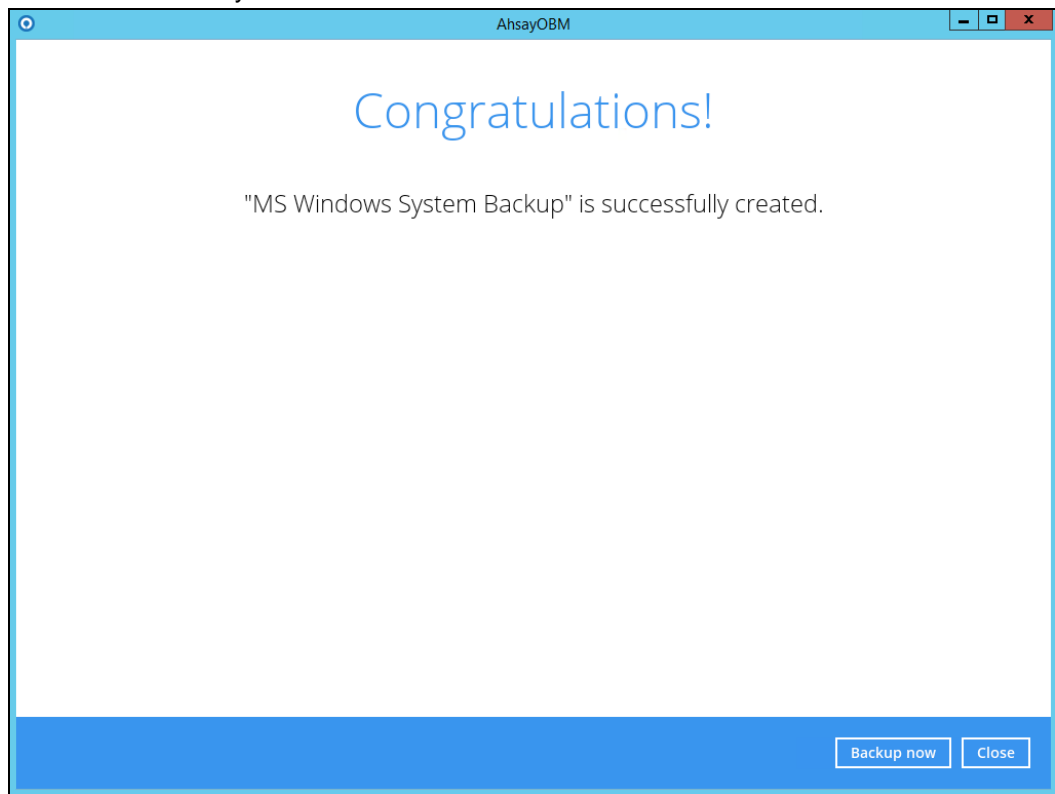 AhsayOBM
Congratulations!
"MS Windows System Backup" is successfully created.
Backup now Close